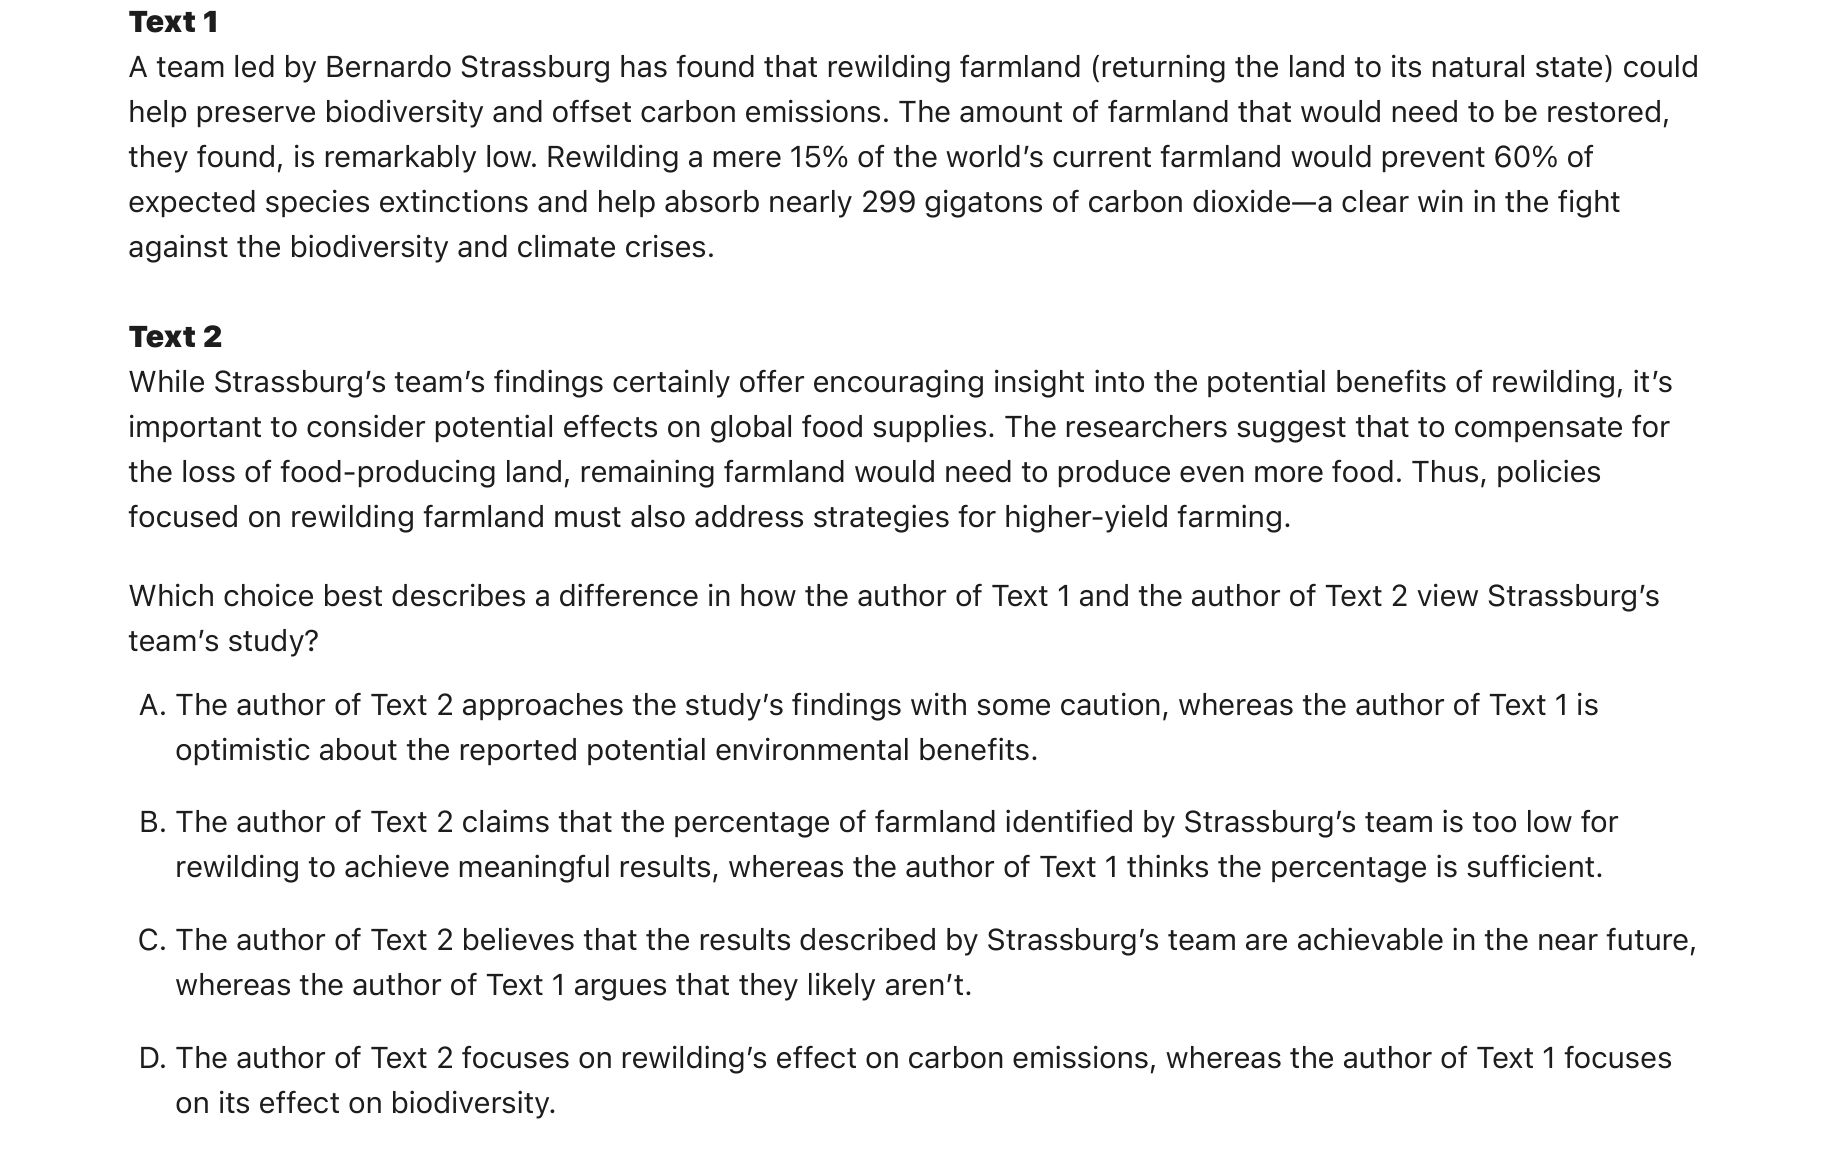 Text 1
A team led by Bernardo Strassburg has found that rewilding farmland (returning the land to its natural state) could
help preserve biodiversity and offset carbon emissions. The amount of farmland that would need to be restored,
they found, is remarkably low. Rewilding a mere 15% of the world's current farmland would prevent 60% of
expected species extinctions and help absorb nearly 299 gigatons of carbon dioxide—a clear win in the fight
against the biodiversity and climate crises.
Text 2
While Strassburg's team's findings certainly offer encouraging insight into the potential benefits of rewilding, it's
important to consider potential effects on global food supplies. The researchers suggest that to compensate for
the loss of food-producing land, remaining farmland would need to produce even more food. Thus, policies
focused on rewilding farmland must also address strategies for higher-yield farming.
Which choice best describes a difference in how the author of Text 1 and the author of Text 2 view Strassburg's
team's study?
A. The author of Text 2 approaches the study's findings with some caution, whereas the author of Text 1 is
optimistic about the reported potential environmental benefits.
B. The author of Text 2 claims that the percentage of farmland identified by Strassburg's team is too low for
rewilding to achieve meaningful results, whereas the author of Text 1 thinks the percentage is sufficient.
C. The author of Text 2 believes that the results described by Strassburg's team are achievable in the near future,
whereas the author of Text 1 argues that they likely aren't.
D. The author of Text 2 focuses on rewilding's effect on carbon emissions, whereas the author of Text 1 focuses
on its effect on biodiversity.